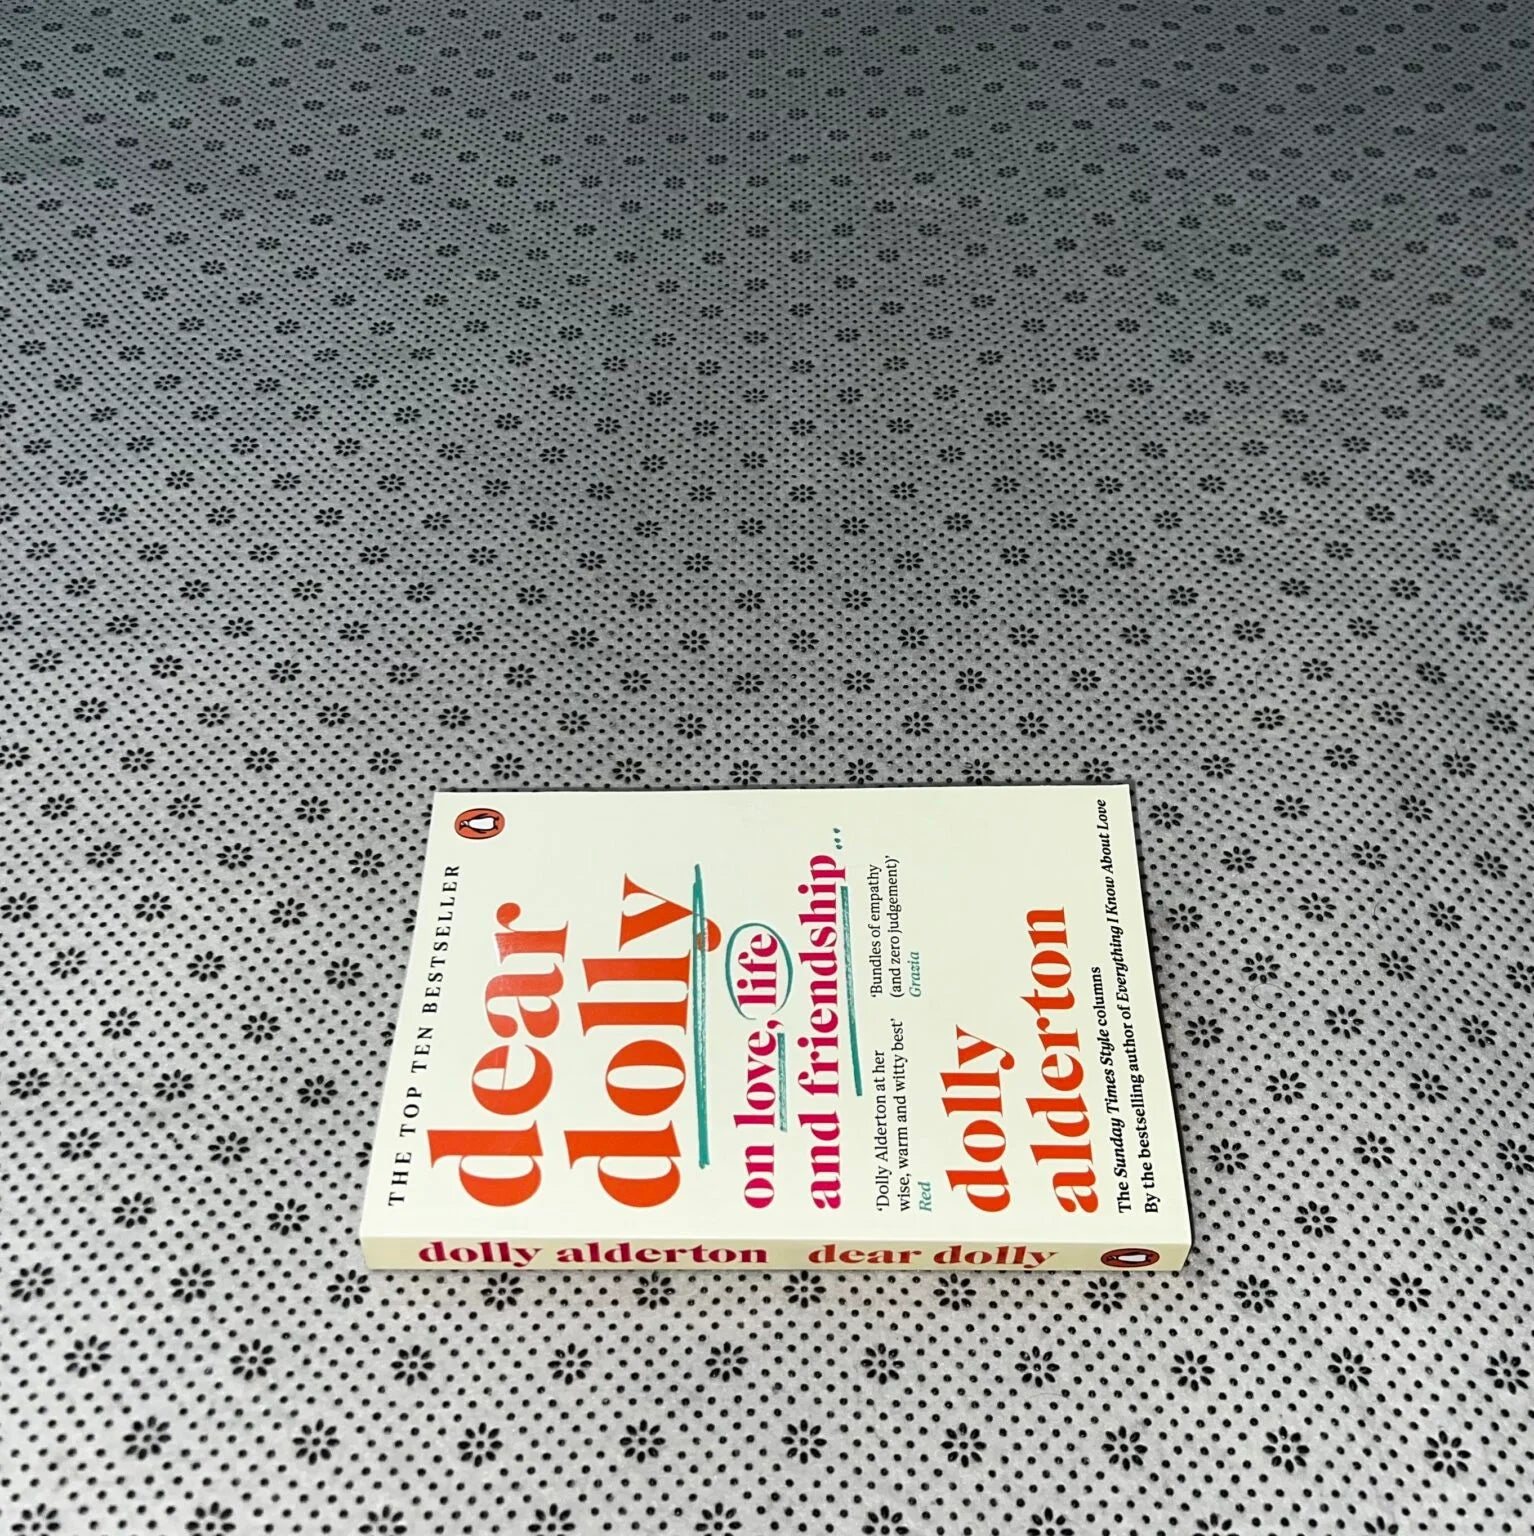 THE TOP TEN BESTSELLER
dear
dolly
on love, life
and friendship...
‘Dolly Alderton at her
wise, warm and witty best’
Red
‘Bundles of empathy
(and zero judgement)’
Grazia
dolly
alderton
The Sunday Times Style columns
By the bestselling author of Everything I Know About Love
dolly alderton dear dolly